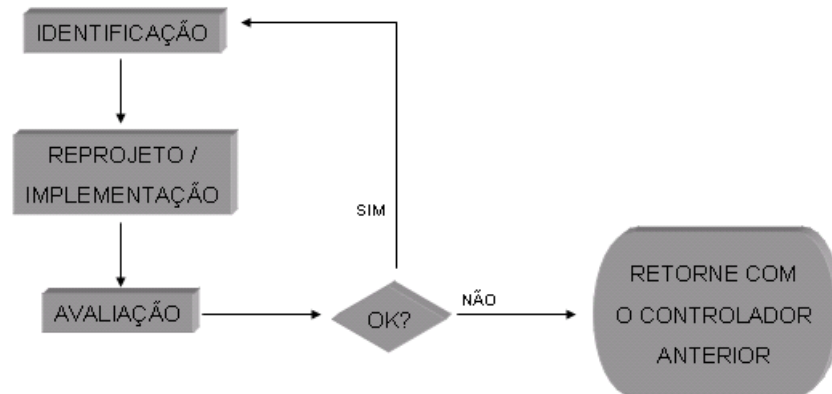 IDENTIFICAÇÃO
REPROJETO /
IMPLEMENTAÇÃO
SIM
AVALIAÇÃO
OK?
NÃO
RETORNE COM
O CONTROLADOR
ANTERIOR